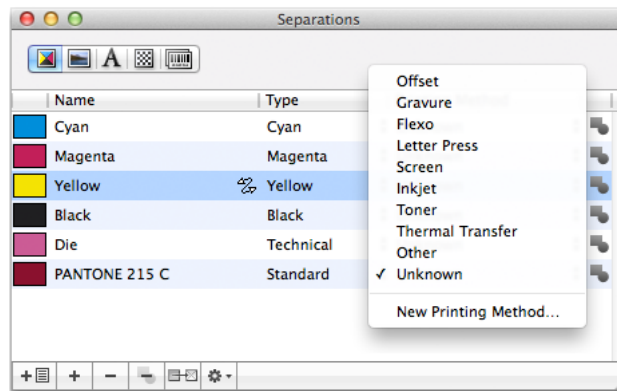 Separations
A
Name Type
Cyan Cyan
Magenta Magenta
Yellow Yellow
Black Black
Die Technical
PANTONE 215 C Standard
Offset
Gravure
Flexo
Letter Press
Screen
Inkjet
Toner
Thermal Transfer
Other
✓ Unknown
New Printing Method...